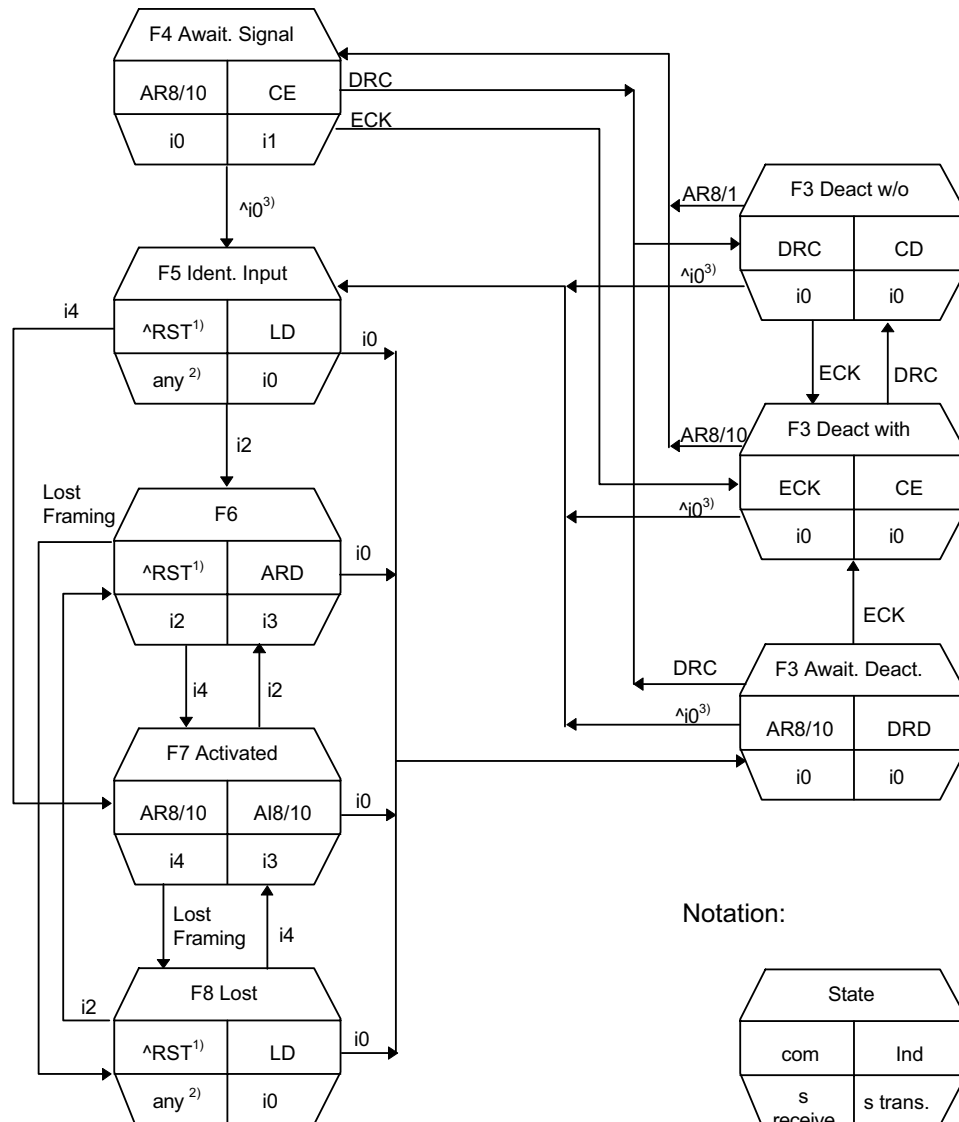 F4 Await. Signal
AR8/10 CE
i0 i1
DRC
ECK
^i0³⁾
F5 Ident. Input
^RST¹⁾ LD
any ²⁾ i0
i4
i0
i2
Lost
Framing
F6
^RST¹⁾ ARD
i2 i3
i0
i4
i2
F7 Activated
AR8/10 AI8/10
i4 i3
i0
Lost
Framing
i4
F8 Lost
^RST¹⁾ LD
any ²⁾ i0
i2
i0
F3 Deact w/o
DRC CD
i0 i0
AR8/1
^i0³⁾
ECK
DRC
F3 Deact with
ECK CE
i0 i0
AR8/10
^i0³⁾
ECK
F3 Await. Deact.
AR8/10 DRD
i0 i0
DRC
^i0³⁾
Notation:
State
com Ind
s
receive
s trans.